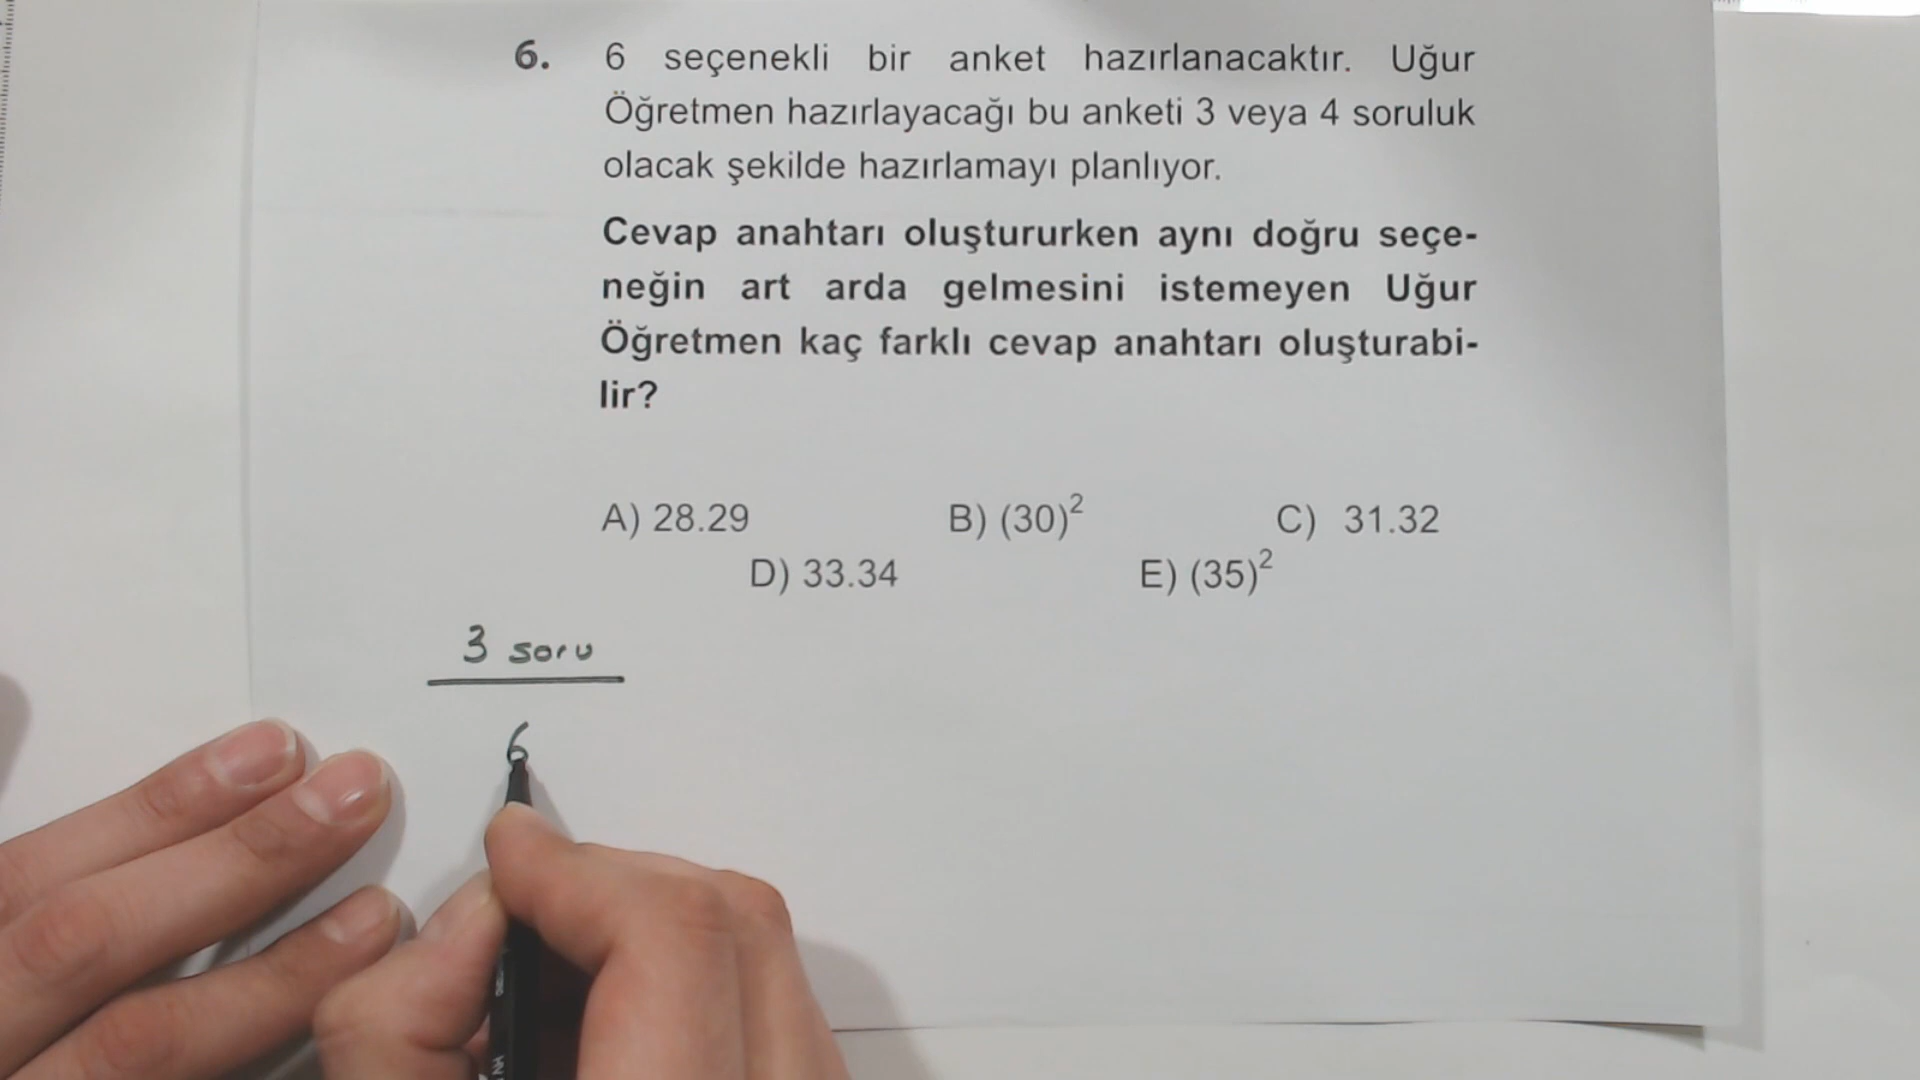 6. 6 seçenekli bir anket hazırlanacaktır. Uğur
Öğretmen hazırlayacağı bu anketi 3 veya 4 soruluk
olacak şekilde hazırlamayı planlıyor.
Cevap anahtarı oluştururken aynı doğru seçe-
neğin art arda gelmesini istemeyen Uğur
Öğretmen kaç farklı cevap anahtarı oluşturabi-
lir?
A) 28.29 B) (30)² C) 31.32
D) 33.34 E) (35)²
3 soru
6